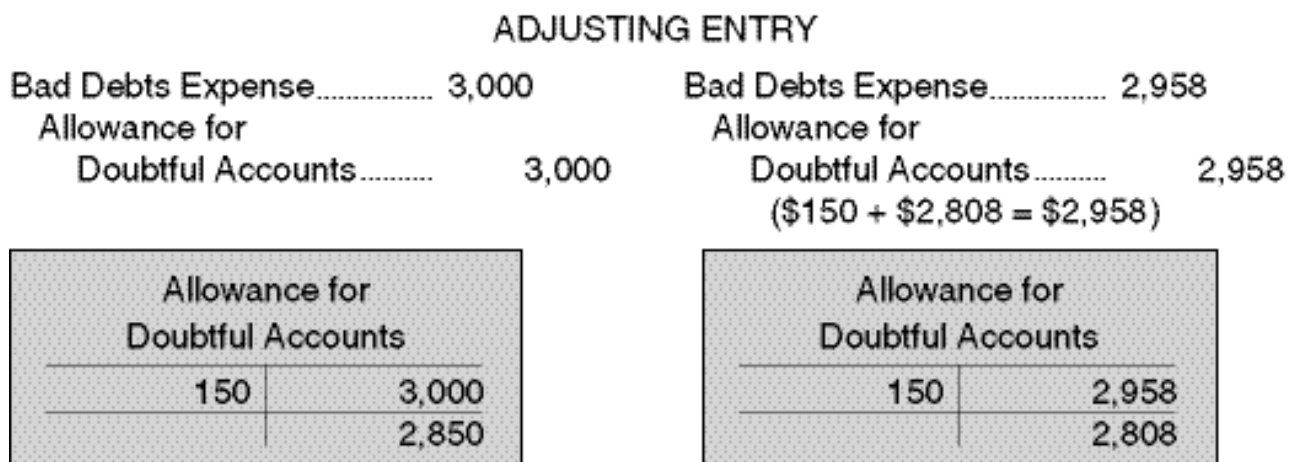 ADJUSTING ENTRY
Bad Debts Expense................ 3,000
Allowance for
Doubtful Accounts.......... 3,000
Allowance for
Doubtful Accounts
150 3,000
2,850
Bad Debts Expense................ 2,958
Allowance for
Doubtful Accounts.......... 2,958
($150 + $2,808 = $2,958)
Allowance for
Doubtful Accounts
150 2,958
2,808